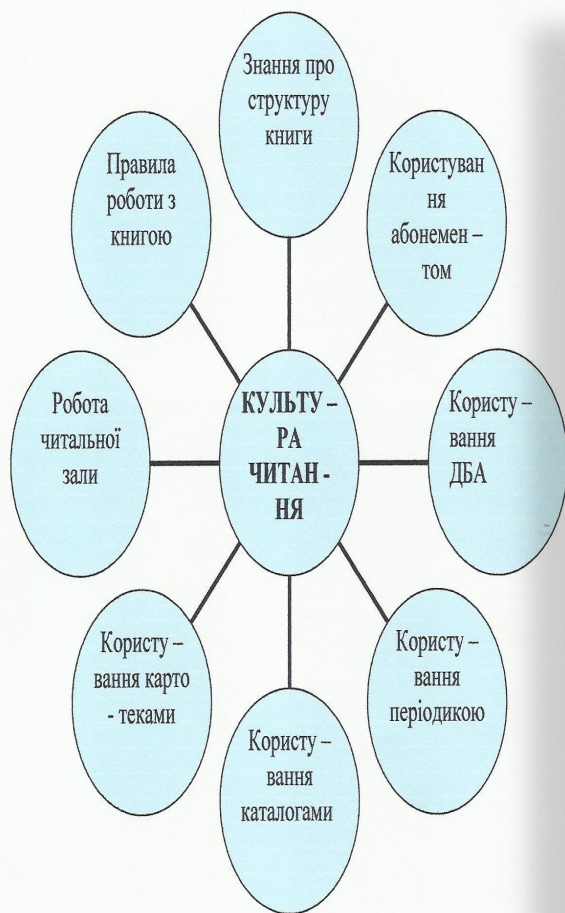 Знання про
структуру
книги
Правила
роботи з
книгою
Користуван
ня
абонемен –
том
Робота
читальної
зали
КУЛЬТУ –
РА
ЧИТАН -
НЯ
Користу –
вання
ДБА
Користу –
вання карто
- теками
Користу –
вання
періодикою
Користу –
вання
каталогами